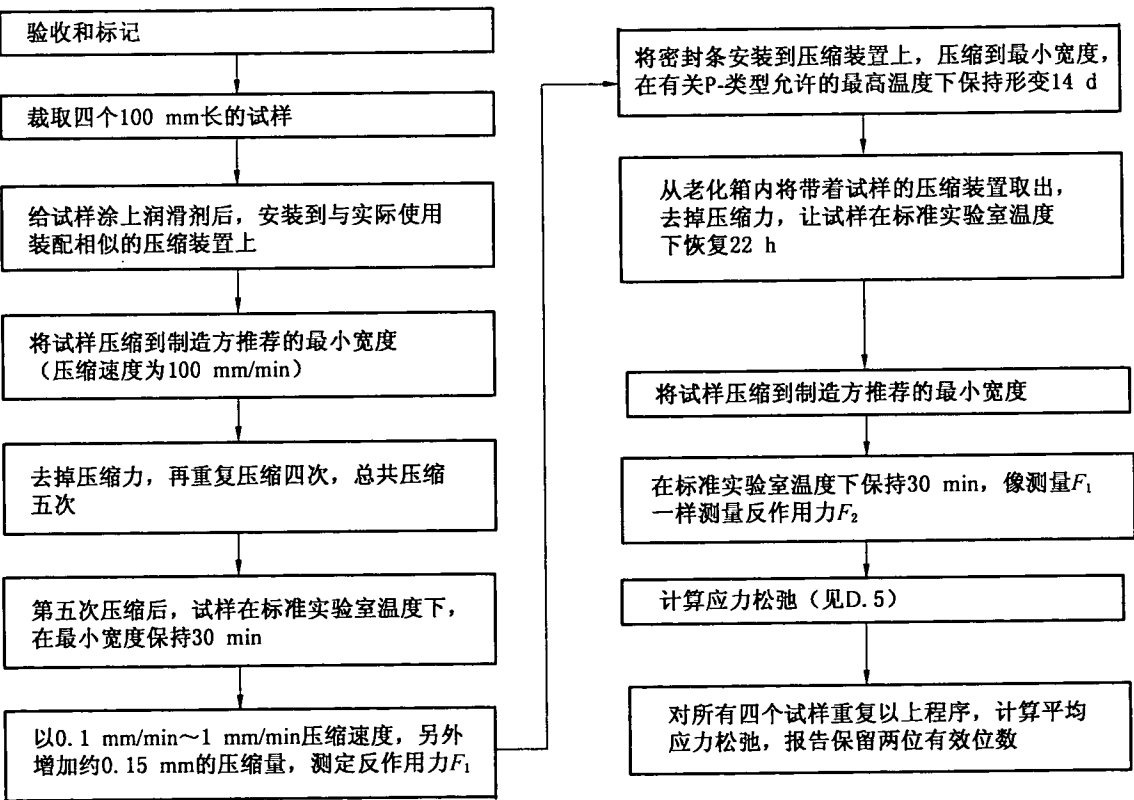 验收和标记
裁取四个100 mm长的试样
给试样涂上润滑剂后，安装到与实际使用
装配相似的压缩装置上
将试样压缩到制造方推荐的最小宽度
（压缩速度为100 mm/min）
去掉压缩力，再重复压缩四次，总共压缩
五次
第五次压缩后，试样在标准实验室温度下，
在最小宽度保持30 min
以0.1 mm/min～1 mm/min压缩速度，另外
增加约0.15 mm的压缩量，测定反作用力F₁
将密封条安装到压缩装置上，压缩到最小宽度，
在有关P-类型允许的最高温度下保持形变14 d
从老化箱内将带着试样的压缩装置取出，
去掉压缩力，让试样在标准实验室温度
下恢复22 h
将试样压缩到制造方推荐的最小宽度
在标准实验室温度下保持30 min，像测量F₁
一样测量反作用力F₂
计算应力松弛（见D.5）
对所有四个试样重复以上程序，计算平均
应力松弛，报告保留两位有效位数